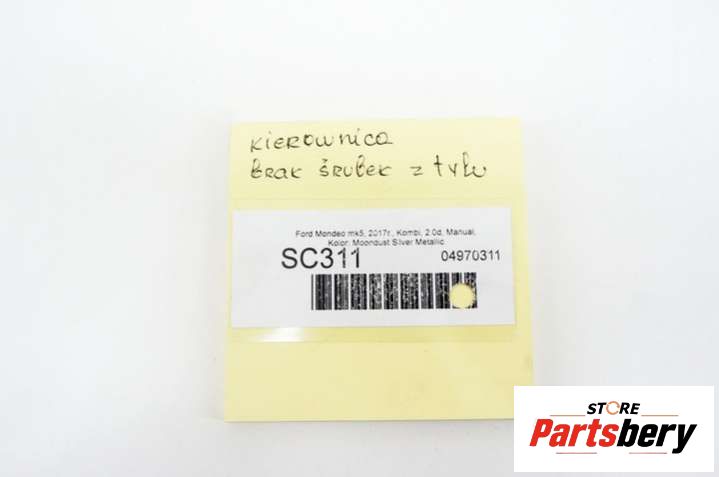 Kierownica
brak śrubek z tyłu
Ford Mondeo mk5, 2017r., Kombi, 2.0d, Manual,
Kolor: Moondust Silver Metallic
SC311 04970311
STORE
Partsbery